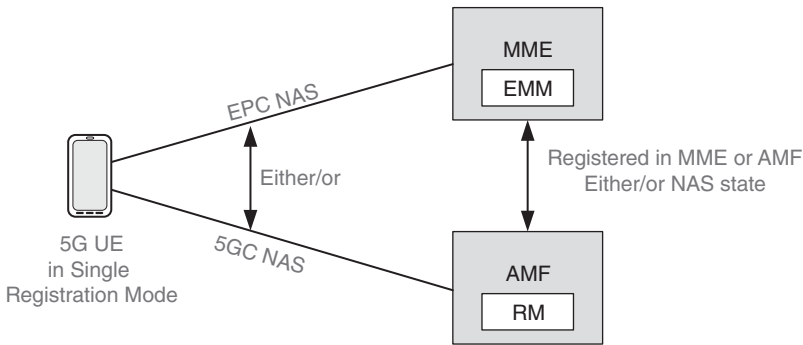 MME
EMM
EPC NAS
Either/or
Registered in MME or AMF
Either/or NAS state
5GC NAS
5G UE
in Single
Registration Mode
AMF
RM